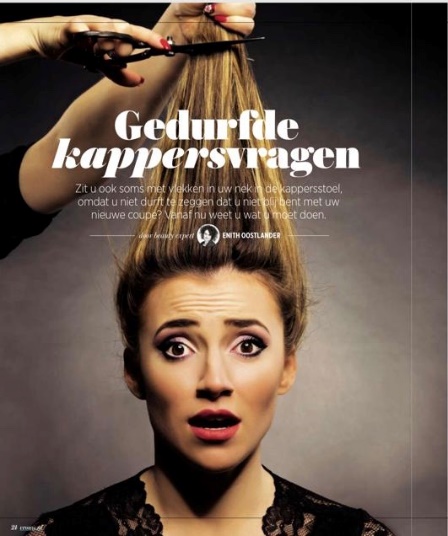 Gedurfde
kappersvragen
Zit u ook soms met vlekken in uw nek in de kappersstoel,
omdat u niet durft te zeggen dat u niet blij bent met uw
nieuwe coupe? Vanaf nu weet u wat u moet doen.
door beauty expert ENITH OOSTLANDER